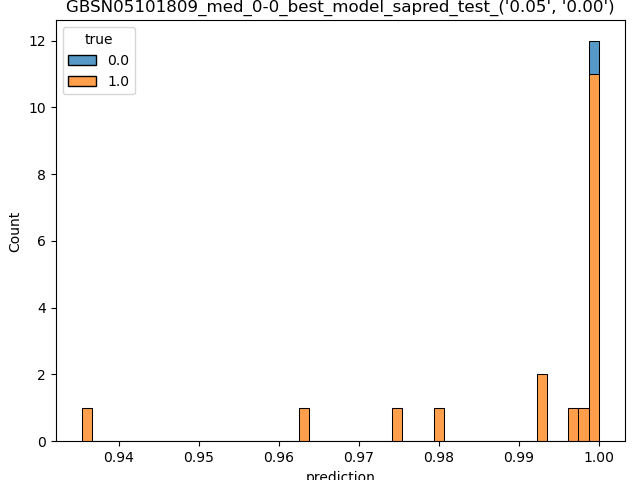 GBSN05101809_med_0-0_best_model_sapred_test_('0.05', '0.00')
true
0.0
1.0
12
10
8
6
4
2
0
Count
0.94 0.95 0.96 0.97 0.98 0.99 1.00
prediction